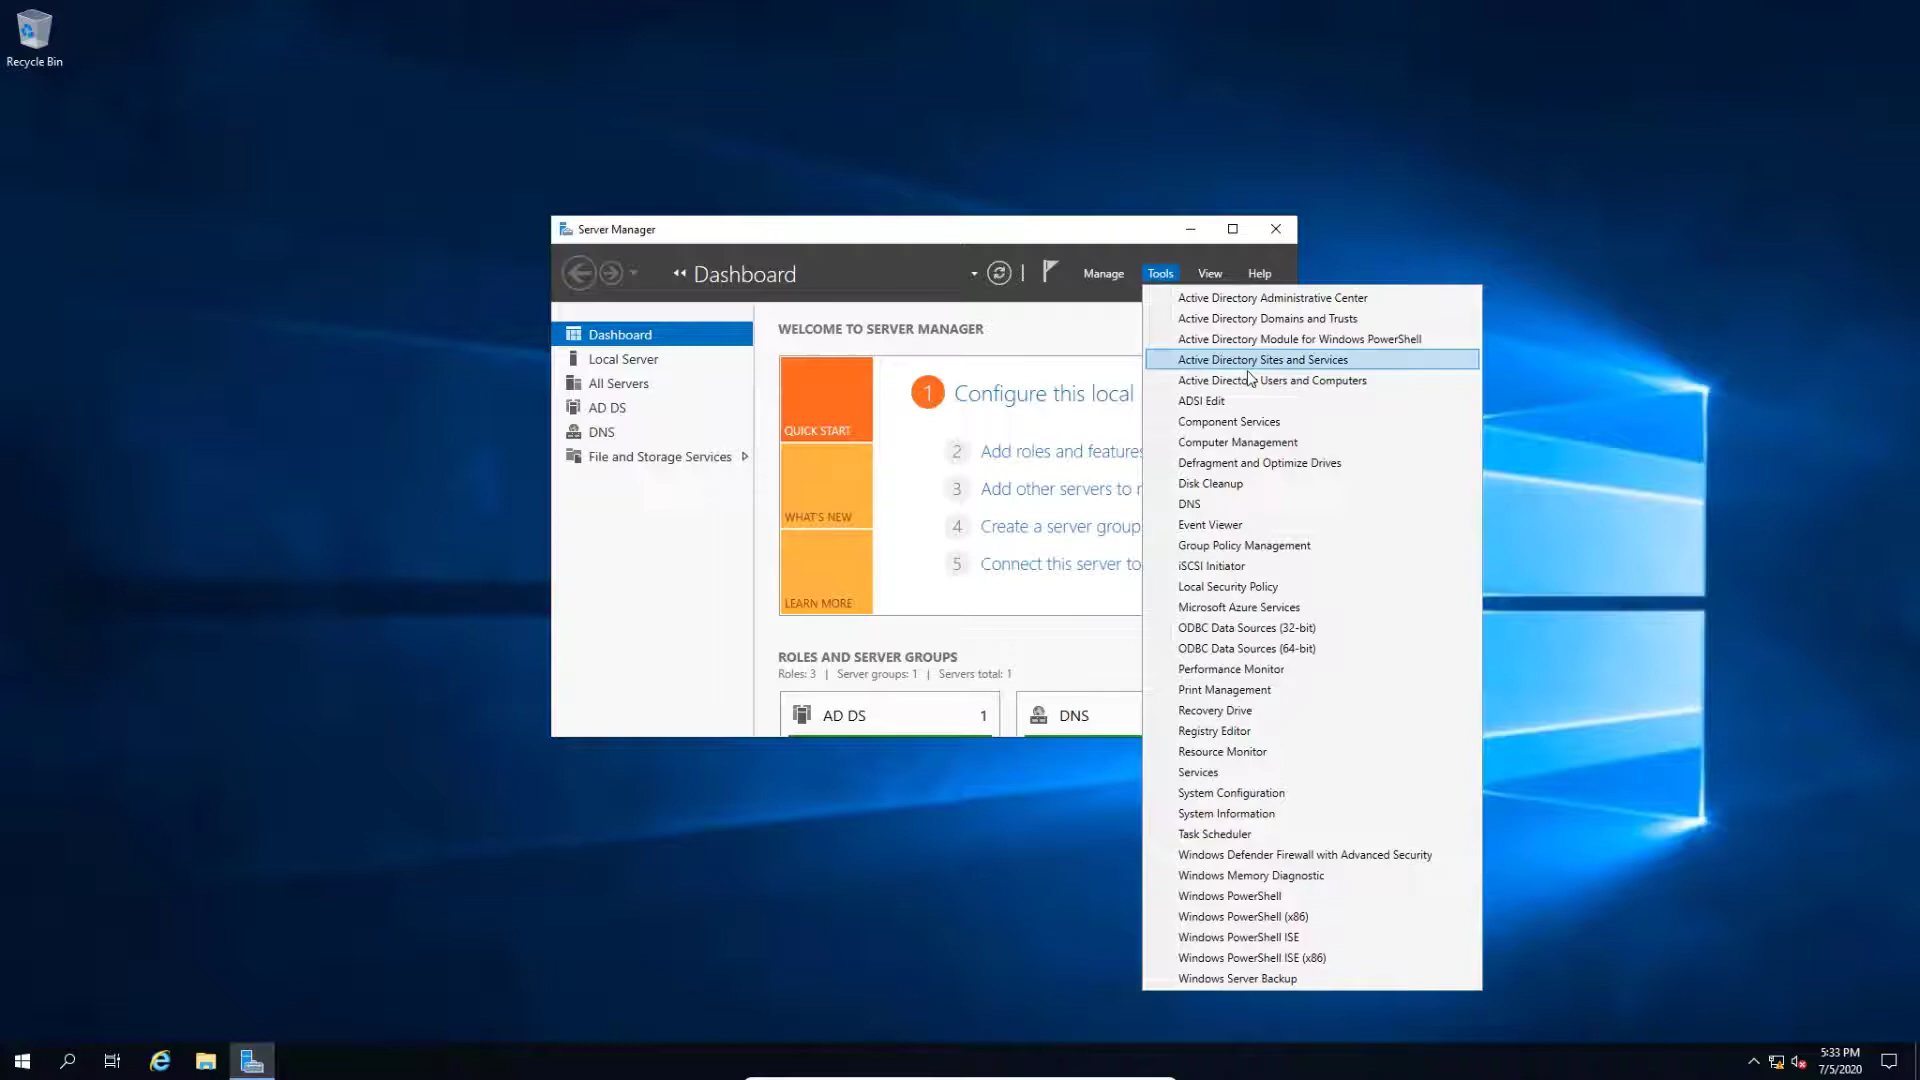 Recycle Bin
Server Manager
Dashboard
Manage
Tools
View
Help
Dashboard
Local Server
All Servers
AD DS
DNS
File and Storage Services
WELCOME TO SERVER MANAGER
QUICK START
WHAT'S NEW
LEARN MORE
1 Configure this local
2 Add roles and features
3 Add other servers to
4 Create a server group
5 Connect this server to
ROLES AND SERVER GROUPS
Roles: 3 | Server groups: 1 | Servers total: 1
AD DS 1
DNS
Active Directory Administrative Center
Active Directory Domains and Trusts
Active Directory Module for Windows PowerShell
Active Directory Sites and Services
Active Directory Users and Computers
ADSI Edit
Component Services
Computer Management
Defragment and Optimize Drives
Disk Cleanup
DNS
Event Viewer
Group Policy Management
iSCSI Initiator
Local Security Policy
Microsoft Azure Services
ODBC Data Sources (32-bit)
ODBC Data Sources (64-bit)
Performance Monitor
Print Management
Recovery Drive
Registry Editor
Resource Monitor
Services
System Configuration
System Information
Task Scheduler
Windows Defender Firewall with Advanced Security
Windows Memory Diagnostic
Windows PowerShell
Windows PowerShell (x86)
Windows PowerShell ISE
Windows PowerShell ISE (x86)
Windows Server Backup
5:33 PM
7/5/2020